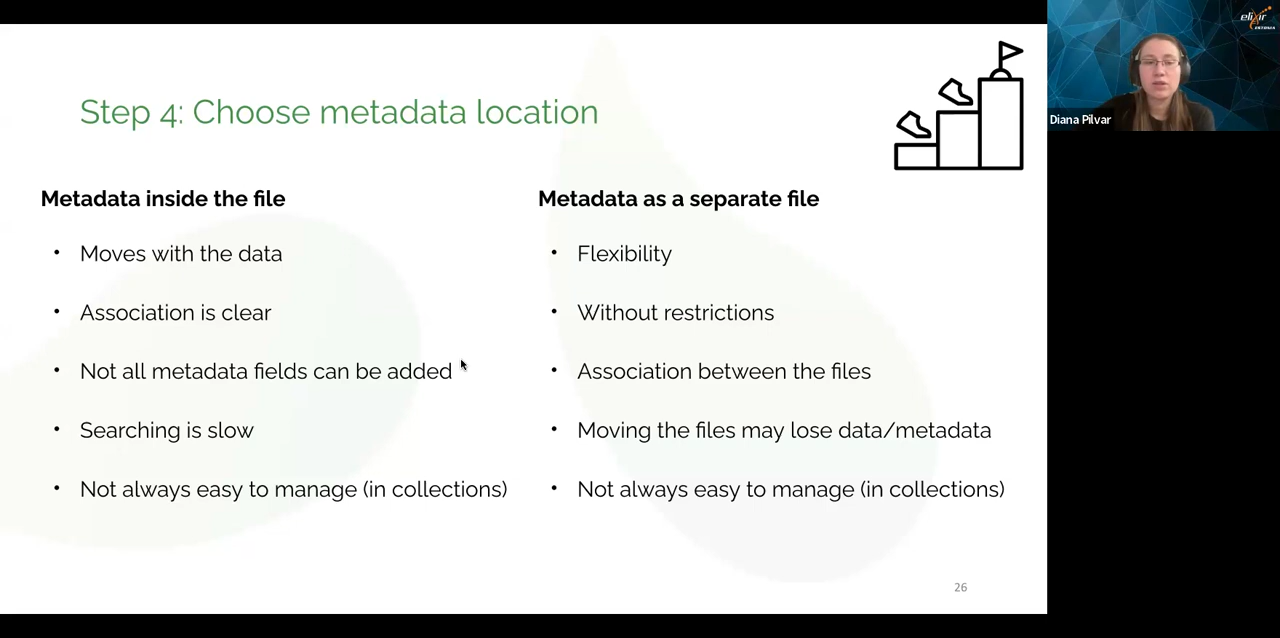 Step 4: Choose metadata location
Metadata inside the file
• Moves with the data
• Association is clear
• Not all metadata fields can be added
• Searching is slow
• Not always easy to manage (in collections)
Metadata as a separate file
• Flexibility
• Without restrictions
• Association between the files
• Moving the files may lose data/metadata
• Not always easy to manage (in collections)
26
elixir
ESTONIA
Diana Pilvar